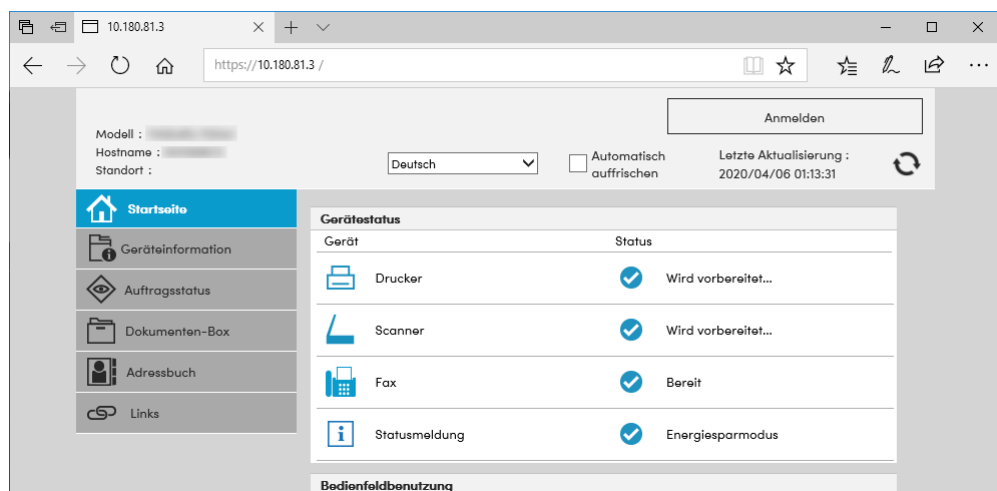 10.180.81.3
https://10.180.81.3 /
Anmelden
Modell :
Hostname :
Standort :
Deutsch
Automatisch
auffrischen
Letzte Aktualisierung :
2020/04/06 01:13:31
Startseite
Geräteinformation
Auftragsstatus
Dokumenten-Box
Adressbuch
Links
Gerätestatus
Gerät Status
Drucker Wird vorbereitet...
Scanner Wird vorbereitet...
Fax Bereit
Statusmeldung Energiesparmodus
Bedienfeldbenutzung